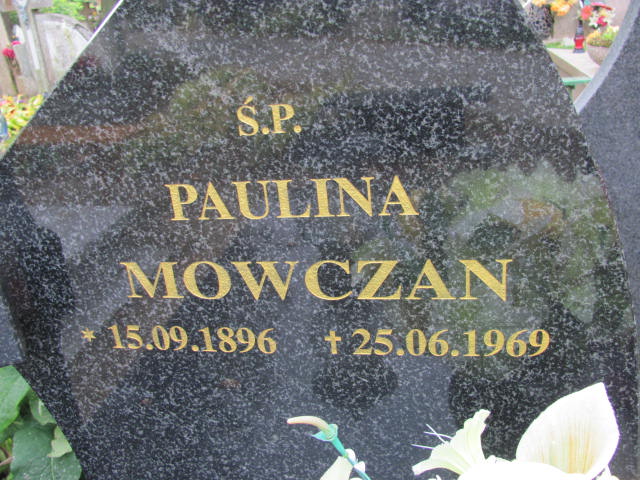 Ś.P.
PAULINA
MOWCZAN
* 15.09.1896 ✝ 25.06.1969